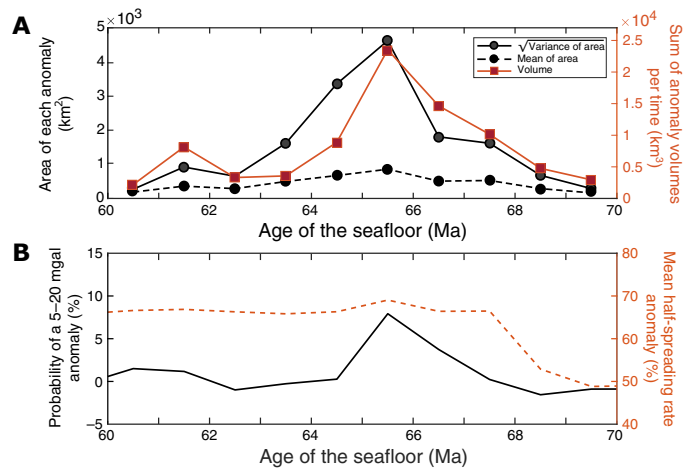 A
×10³
5
4
3
2
1
0
Area of each anomaly
(km²)
×10⁴
2.5
2
1.5
1
0.5
0
Sum of anomaly volumes
per time (km³)
√Variance of area
Mean of area
Volume
60 62 64 66 68 70
Age of the seafloor (Ma)
B
15
10
5
0
−5
Probability of a 5–20 mgal
anomaly (%)
80
70
60
50
40
Mean half-spreading rate
anomaly (%)
60 62 64 66 68 70
Age of the seafloor (Ma)